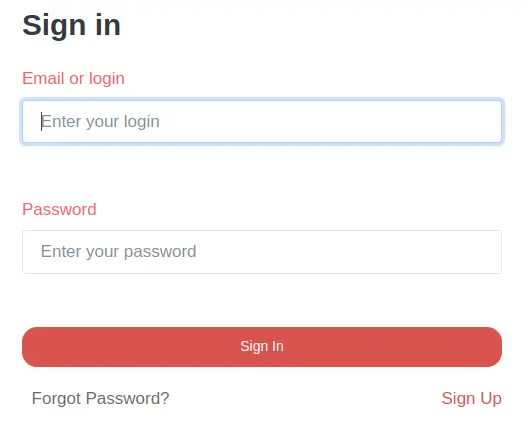 Sign in
Email or login
Enter your login
Password
Enter your password
Sign In
Forgot Password? Sign Up